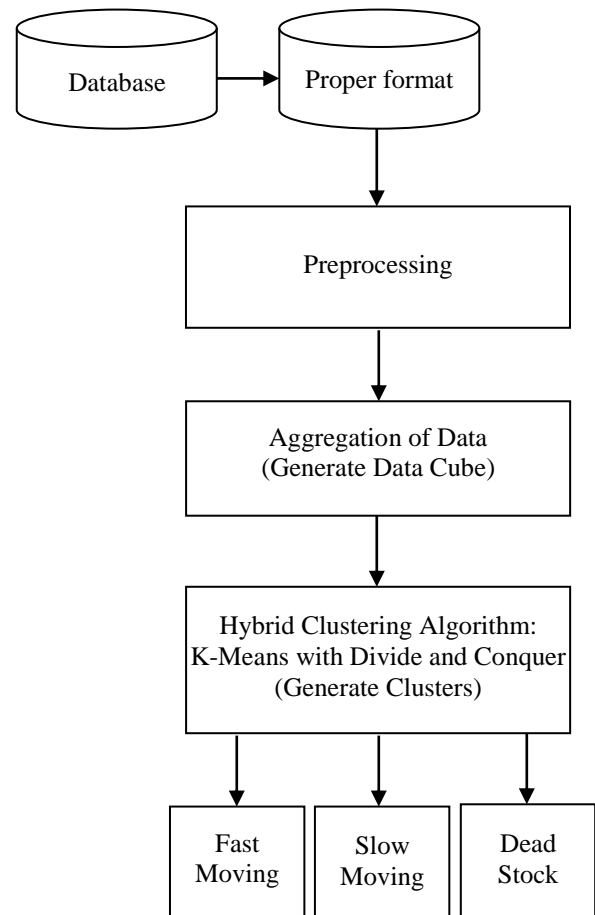 Database
Proper format
Preprocessing
Aggregation of Data
(Generate Data Cube)
Hybrid Clustering Algorithm:
K-Means with Divide and Conquer
(Generate Clusters)
Fast
Moving
Slow
Moving
Dead
Stock